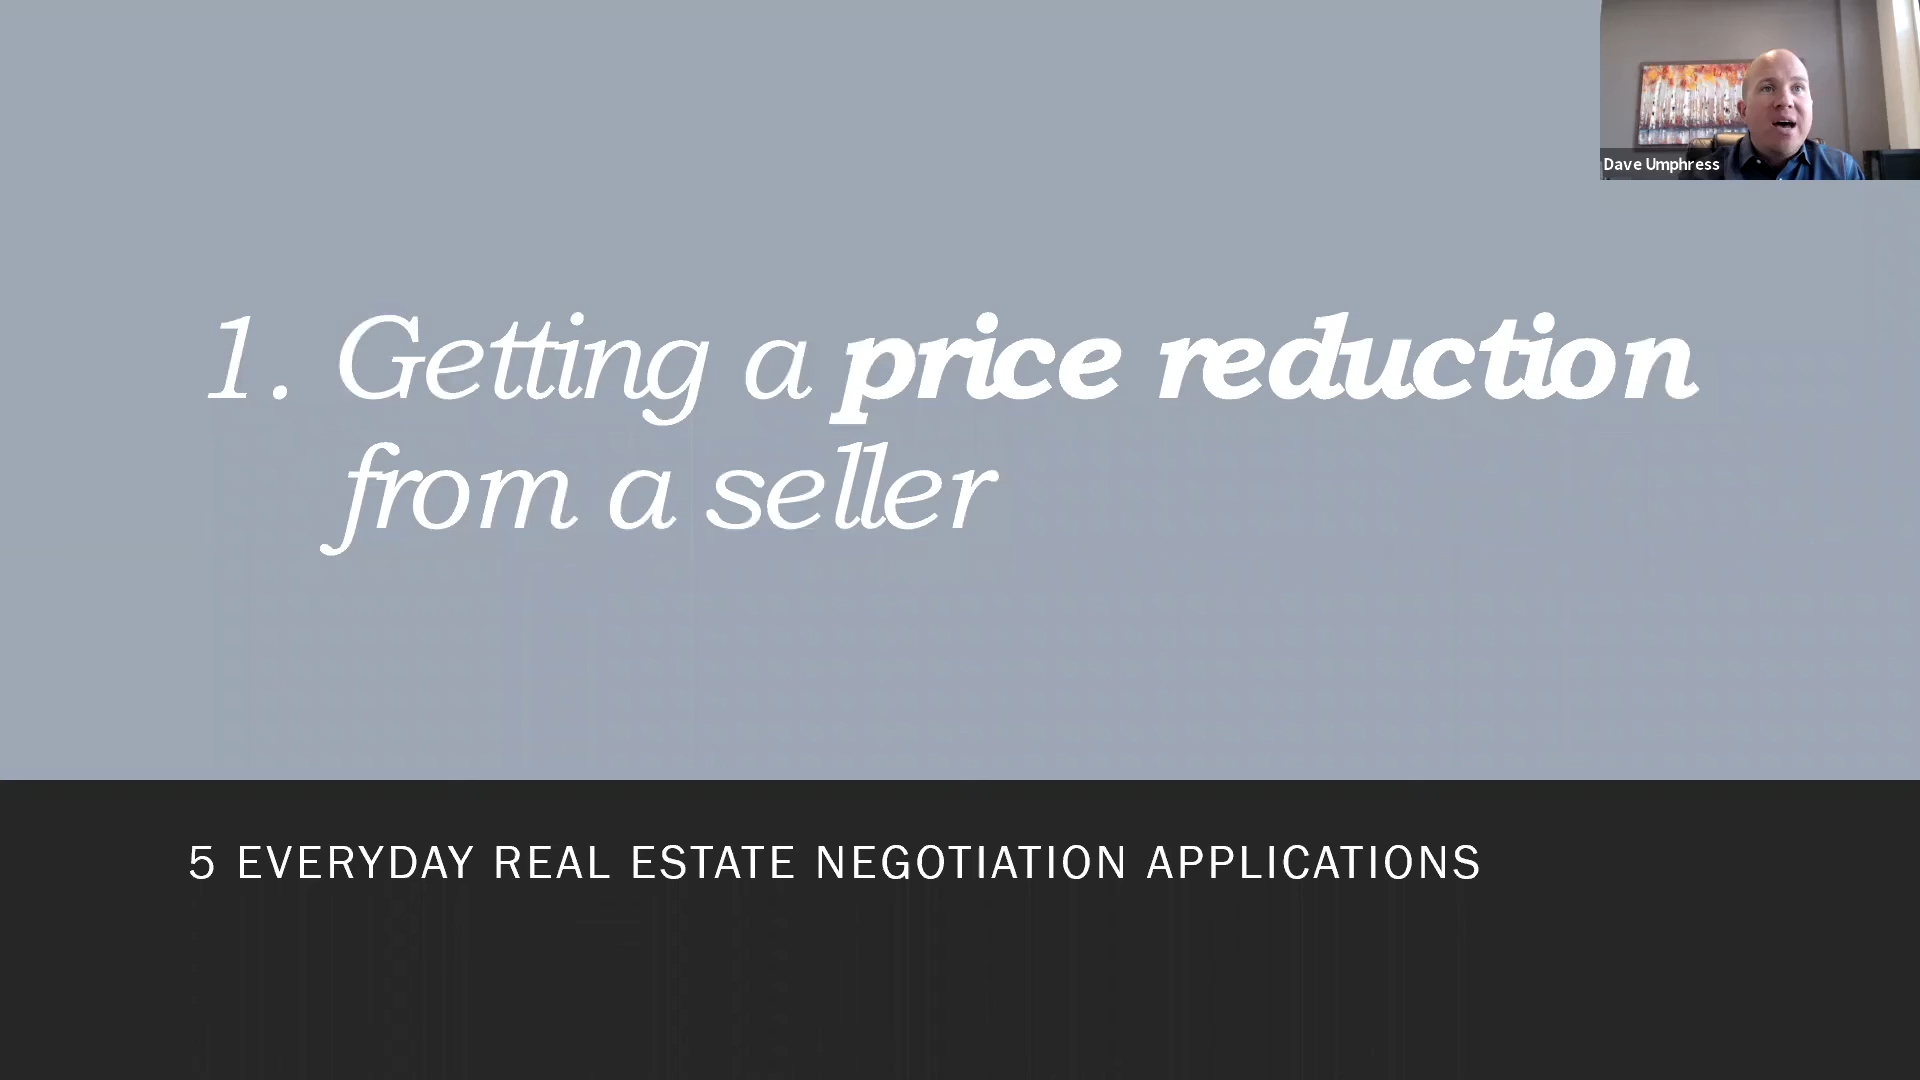 Dave Umphress
1. Getting a price reduction
from a seller
5 EVERYDAY REAL ESTATE NEGOTIATION APPLICATIONS